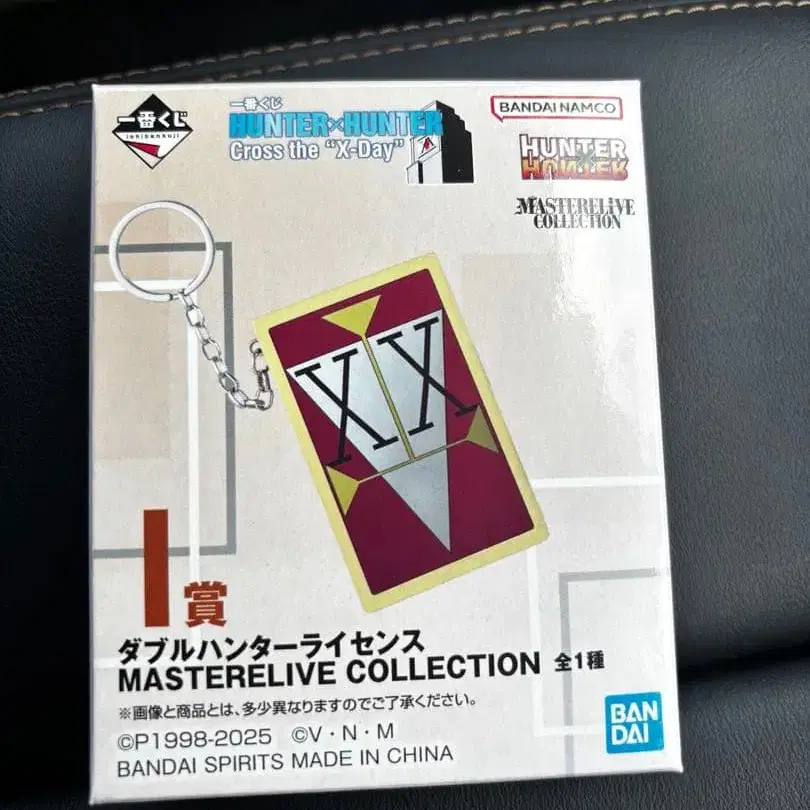 一番くじ
ichibankuji
一番くじ
HUNTER×HUNTER
Cross the "X-Day"
BANDAI NAMCO
HUNTER
×
HUNTER
MASTERELIVE
COLLECTION
XX
I賞
ダブルハンターライセンス
MASTERELIVE COLLECTION 全1種
※画像と商品とは、多少異なりますのでご了承ください。
©P1998-2025 ©V・N・M
BANDAI SPIRITS MADE IN CHINA
BAN
DAI